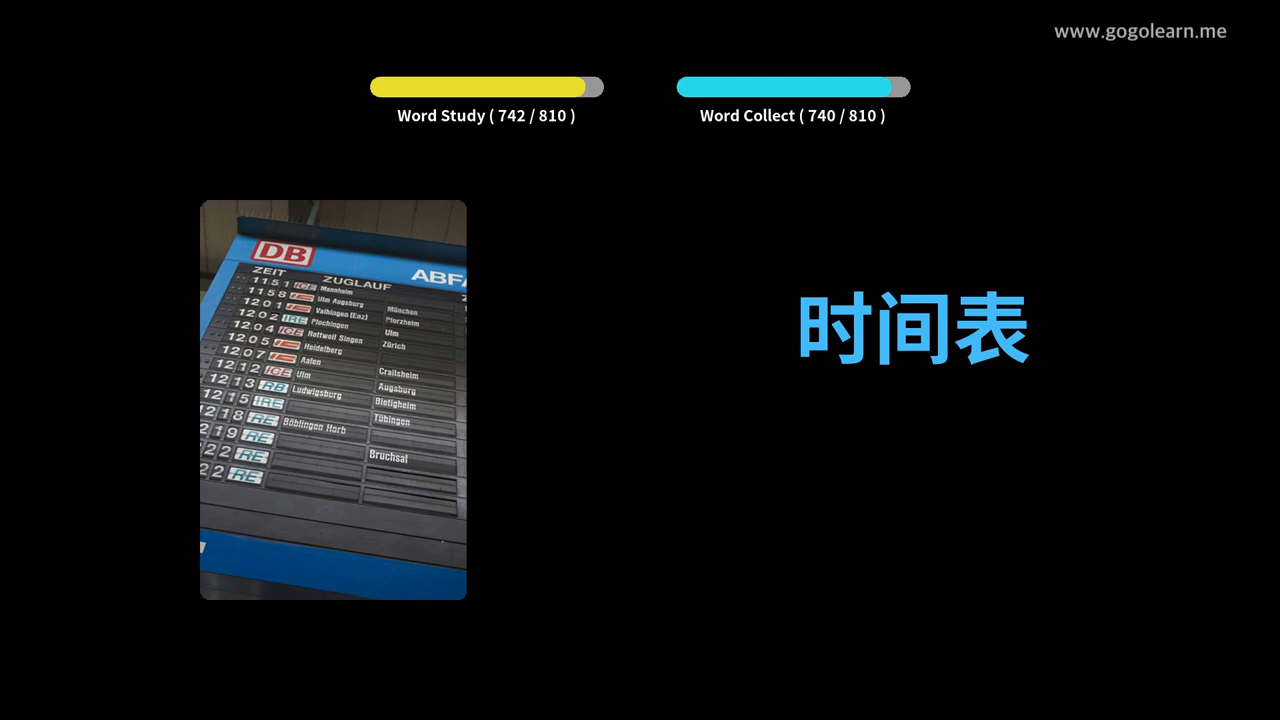 www.gogolearn.me
Word Study ( 742 / 810 )
Word Collect ( 740 / 810 )
DB
ABFA
ZEIT ZUGLAUF
1151 ICE Mannheim
1158 Ulm Augsburg München
1201 Vaihingen (Enz) Pforzheim
1202 IRE Plochingen Ulm
1204 ICE Rottweil Singen Zürich
1205 Heidelberg
1207 Aalen Crailsheim
1212 ICE Ulm Augsburg
1213 RB Ludwigsburg Bietigheim
1215 IRE Tübingen
1218 RE Böblingen Horb
219 RE
22 RE Bruchsal
22 RE
时间表